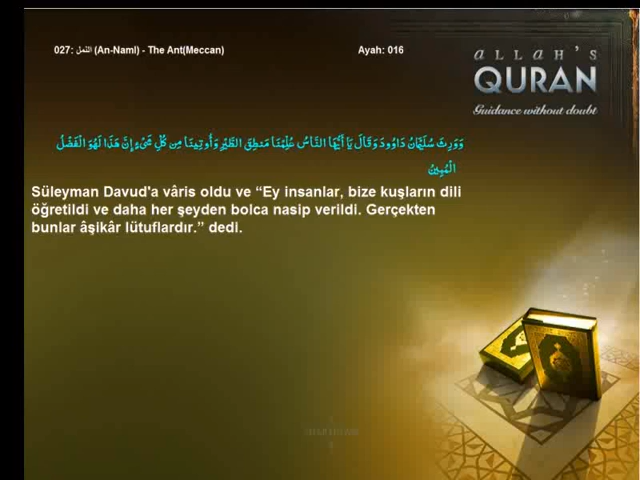 027: النمل (An-Naml) - The Ant(Meccan) Ayah: 016
ALLAH'S
QURAN
Guidance without doubt
وَوَرِثَ سُلَيْمَانُ دَاوُودَ وَقَالَ يَا أَيُّهَا النَّاسُ عُلِّمْنَا مَنطِقَ الطَّيْرِ وَأُوتِينَا مِن كُلِّ شَيْءٍ إِنَّ هَذَا لَهُوَ الْفَضْلُ
الْمُبِينُ
Süleyman Davud'a vâris oldu ve “Ey insanlar, bize kuşların dili
öğretildi ve daha her şeyden bolca nasip verildi. Gerçekten
bunlar âşikâr lütuflardır.” dedi.